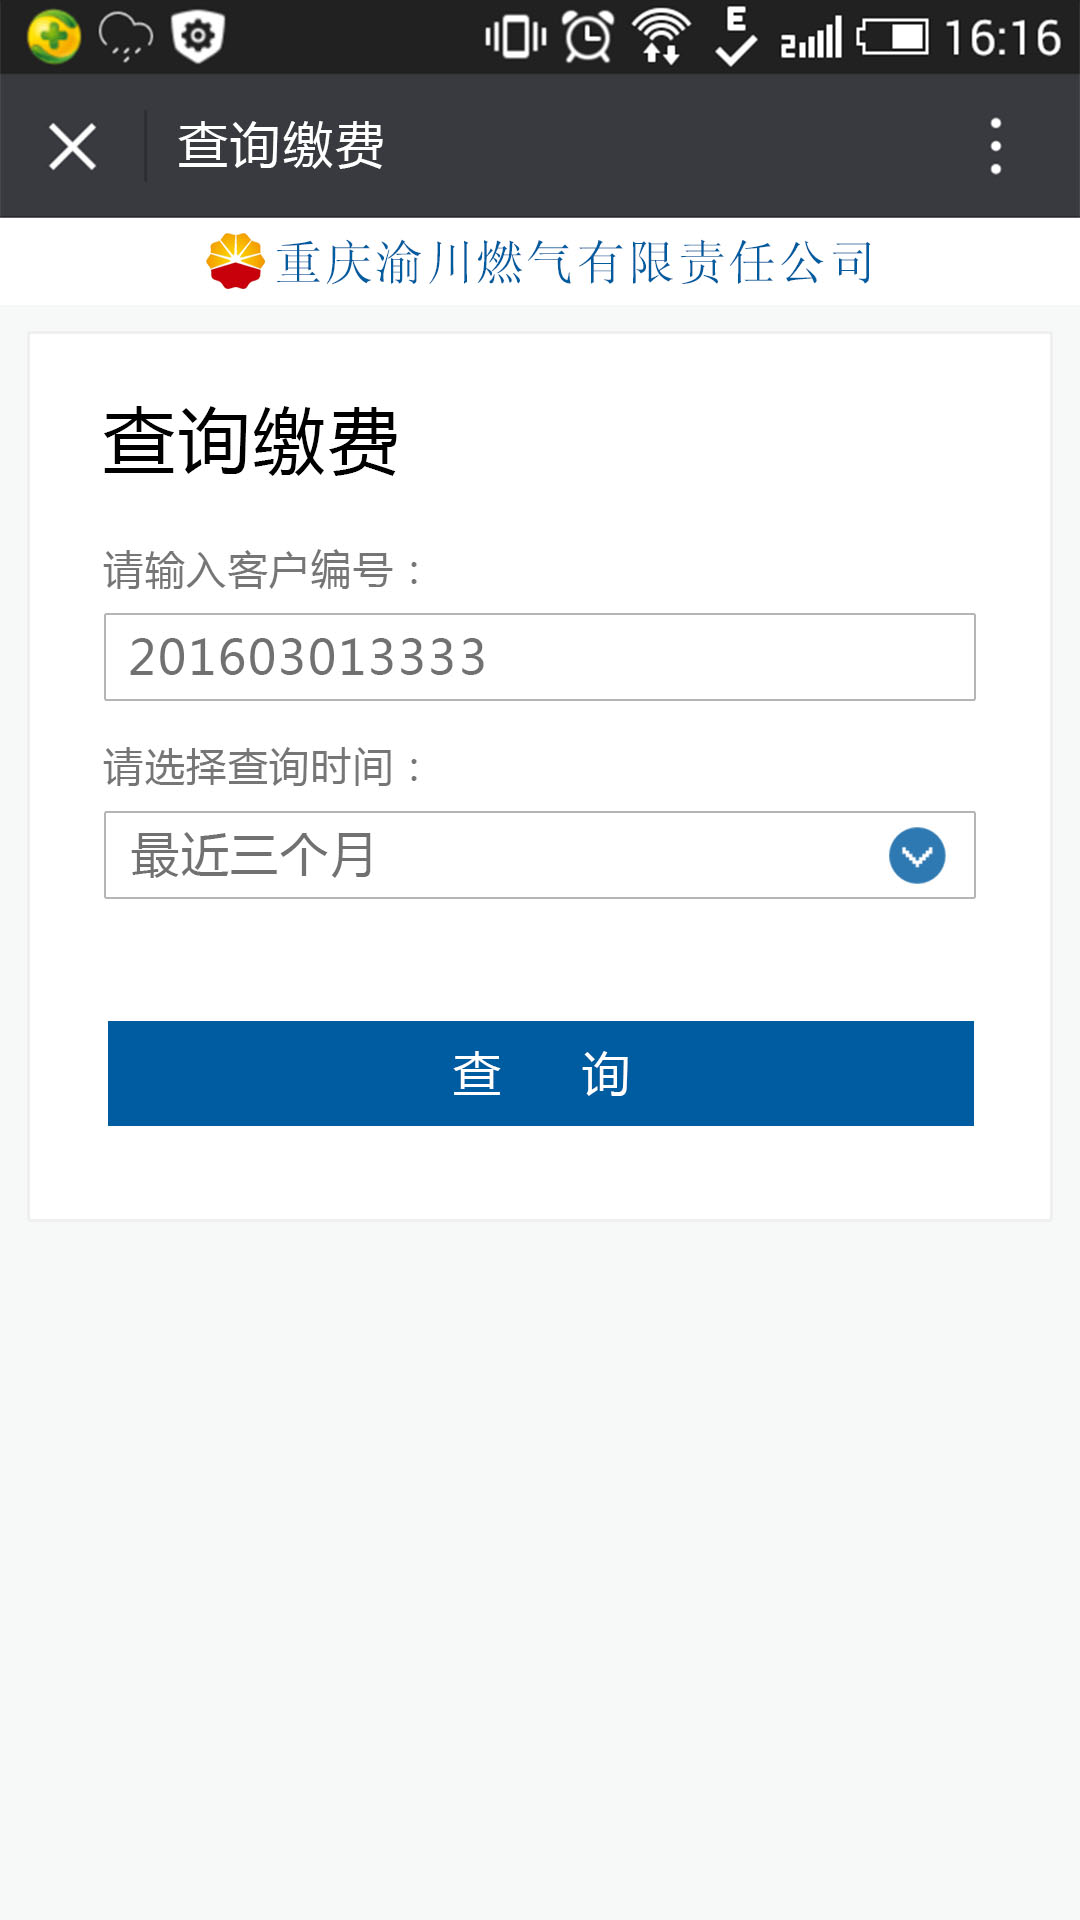 E
2
16:16
查询缴费
重庆渝川燃气有限责任公司
查询缴费
请输入客户编号：
201603013333
请选择查询时间：
最近三个月
查 询